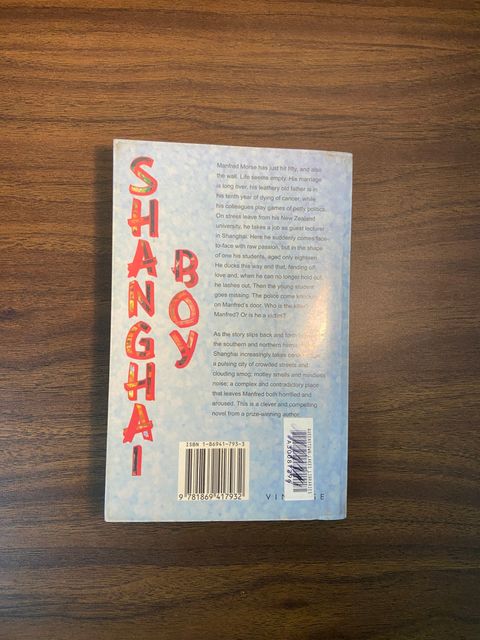 SHANGHAI
BOY
Manfred Morse has just hit fifty, and also
the wall. Life seems empty. His marriage
is long over, his leathery old father is in
his tenth year of dying of cancer, while
his colleagues play games of petty politics.
On stress leave from his New Zealand
university, he takes a job as guest lecturer
in Shanghai. Here he suddenly comes face-
to-face with raw passion, but in the shape
of one his students, aged only eighteen.
He ducks this way and that, fending off
love and, when he can no longer hold out,
he lashes out. Then the young student
goes missing. The police come knocking
on Manfred's door. Who is the killer?
Manfred? Or is he a victim?
As the story slips back and forth
the southern and northern
Shanghai increasingly takes
a pulsing city of crowded streets and
clouding smog; motley smells and mindless
noise; a complex and contradictory place
that leaves Manfred both horrified and
aroused. This is a clever and compelling
novel from a prize-winning author.
ISBN 1-86941-793-3
9 781869 417932
QUEENSTOWN LAKES LIBRARIES